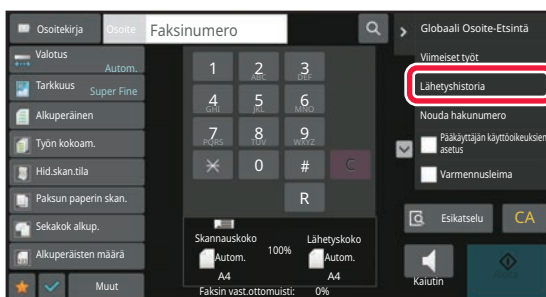 Osoitekirja
Osoite
Faksinumero
Valotus
Autom.
Tarkkuus
Super Fine
Alkuperäinen
Työn kokoam.
Hid.skan.tila
Paksun paperin skan.
Sekakok alkup.
Alkuperäisten määrä
Muut
1
2 ABC
3 DEF
4 GHI
5 JKL
6 MNO
7 PQRS
8 TUV
9 WXYZ
0
#
C
R
Skannauskoko
100%
Lähetyskoko
Autom.
A4
Autom.
A4
Faksin vast.ottomuisti: 0%
Globaali Osoite-Etsintä
Viimeiset työt
Lähetyshistoria
Nouda hakunumero
Pääkäyttäjän käyttöoikeuksien
asetus
Varmennusleima
Esikatselu
CA
Kaiutin